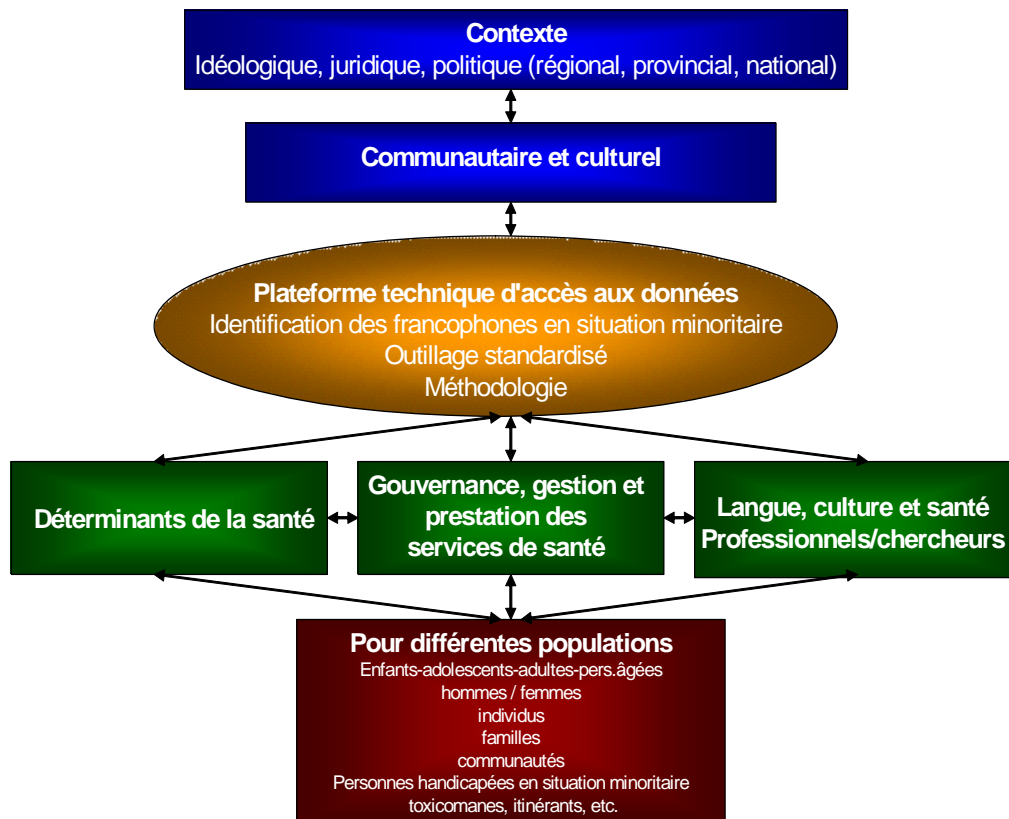 Contexte
Idéologique, juridique, politique (régional, provincial, national)
Communautaire et culturel
Plateforme technique d'accès aux données
Identification des francophones en situation minoritaire
Outillage standardisé
Méthodologie
Déterminants de la santé
Gouvernance, gestion et
prestation des
services de santé
Langue, culture et santé
Professionnels/chercheurs
Pour différentes populations
Enfants-adolescents-adultes-pers.âgées
hommes / femmes
individus
familles
communautés
Personnes handicapées en situation minoritaire
toxicomanes, itinérants, etc.